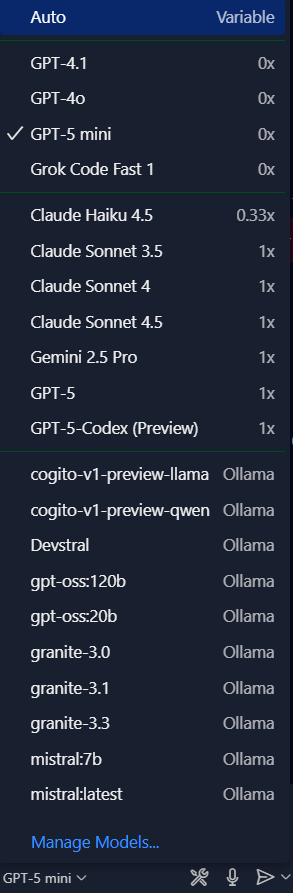 Auto Variable
GPT-4.1 0x
GPT-4o 0x
GPT-5 mini 0x
Grok Code Fast 1 0x
Claude Haiku 4.5 0.33x
Claude Sonnet 3.5 1x
Claude Sonnet 4 1x
Claude Sonnet 4.5 1x
Gemini 2.5 Pro 1x
GPT-5 1x
GPT-5-Codex (Preview) 1x
cogito-v1-preview-llama Ollama
cogito-v1-preview-qwen Ollama
Devstral Ollama
gpt-oss:120b Ollama
gpt-oss:20b Ollama
granite-3.0 Ollama
granite-3.1 Ollama
granite-3.3 Ollama
mistral:7b Ollama
mistral:latest Ollama
Manage Models...
GPT-5 mini